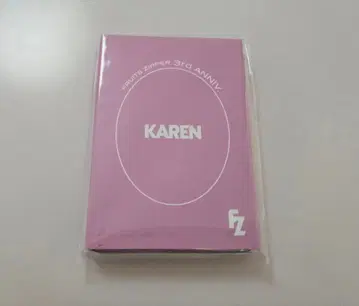 FRUITS ZIPPER 3rd ANNIV.
KAREN
FZ